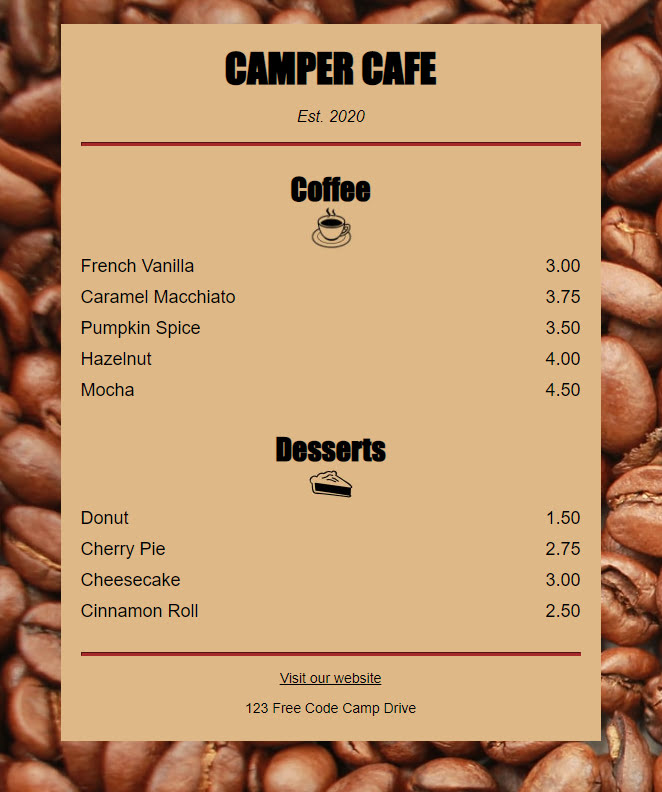 CAMPER CAFE
Est. 2020
Coffee
French Vanilla 3.00
Caramel Macchiato 3.75
Pumpkin Spice 3.50
Hazelnut 4.00
Mocha 4.50
Desserts
Donut 1.50
Cherry Pie 2.75
Cheesecake 3.00
Cinnamon Roll 2.50
Visit our website
123 Free Code Camp Drive